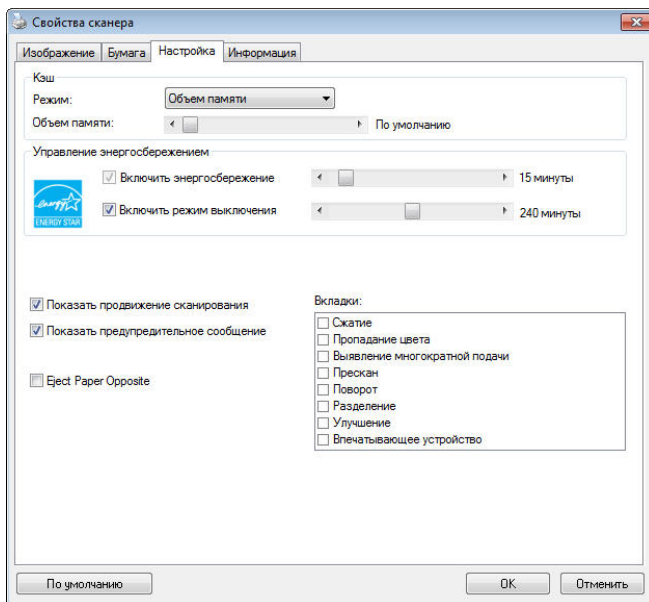 Свойства сканера
Изображение Бумага Настройка Информация
Кэш
Режим: Объем памяти
Объем памяти: По умолчанию
Управление энергосбережением
Включить энергосбережение 15 минуты
Включить режим выключения 240 минуты
energy
ENERGY STAR
Показать продвижение сканирования
Показать предупредительное сообщение
Eject Paper Opposite
Вкладки:
Сжатие
Пропадание цвета
Выявление многократной подачи
Прескан
Поворот
Разделение
Улучшение
Впечатывающее устройство
По умолчанию OK Отменить